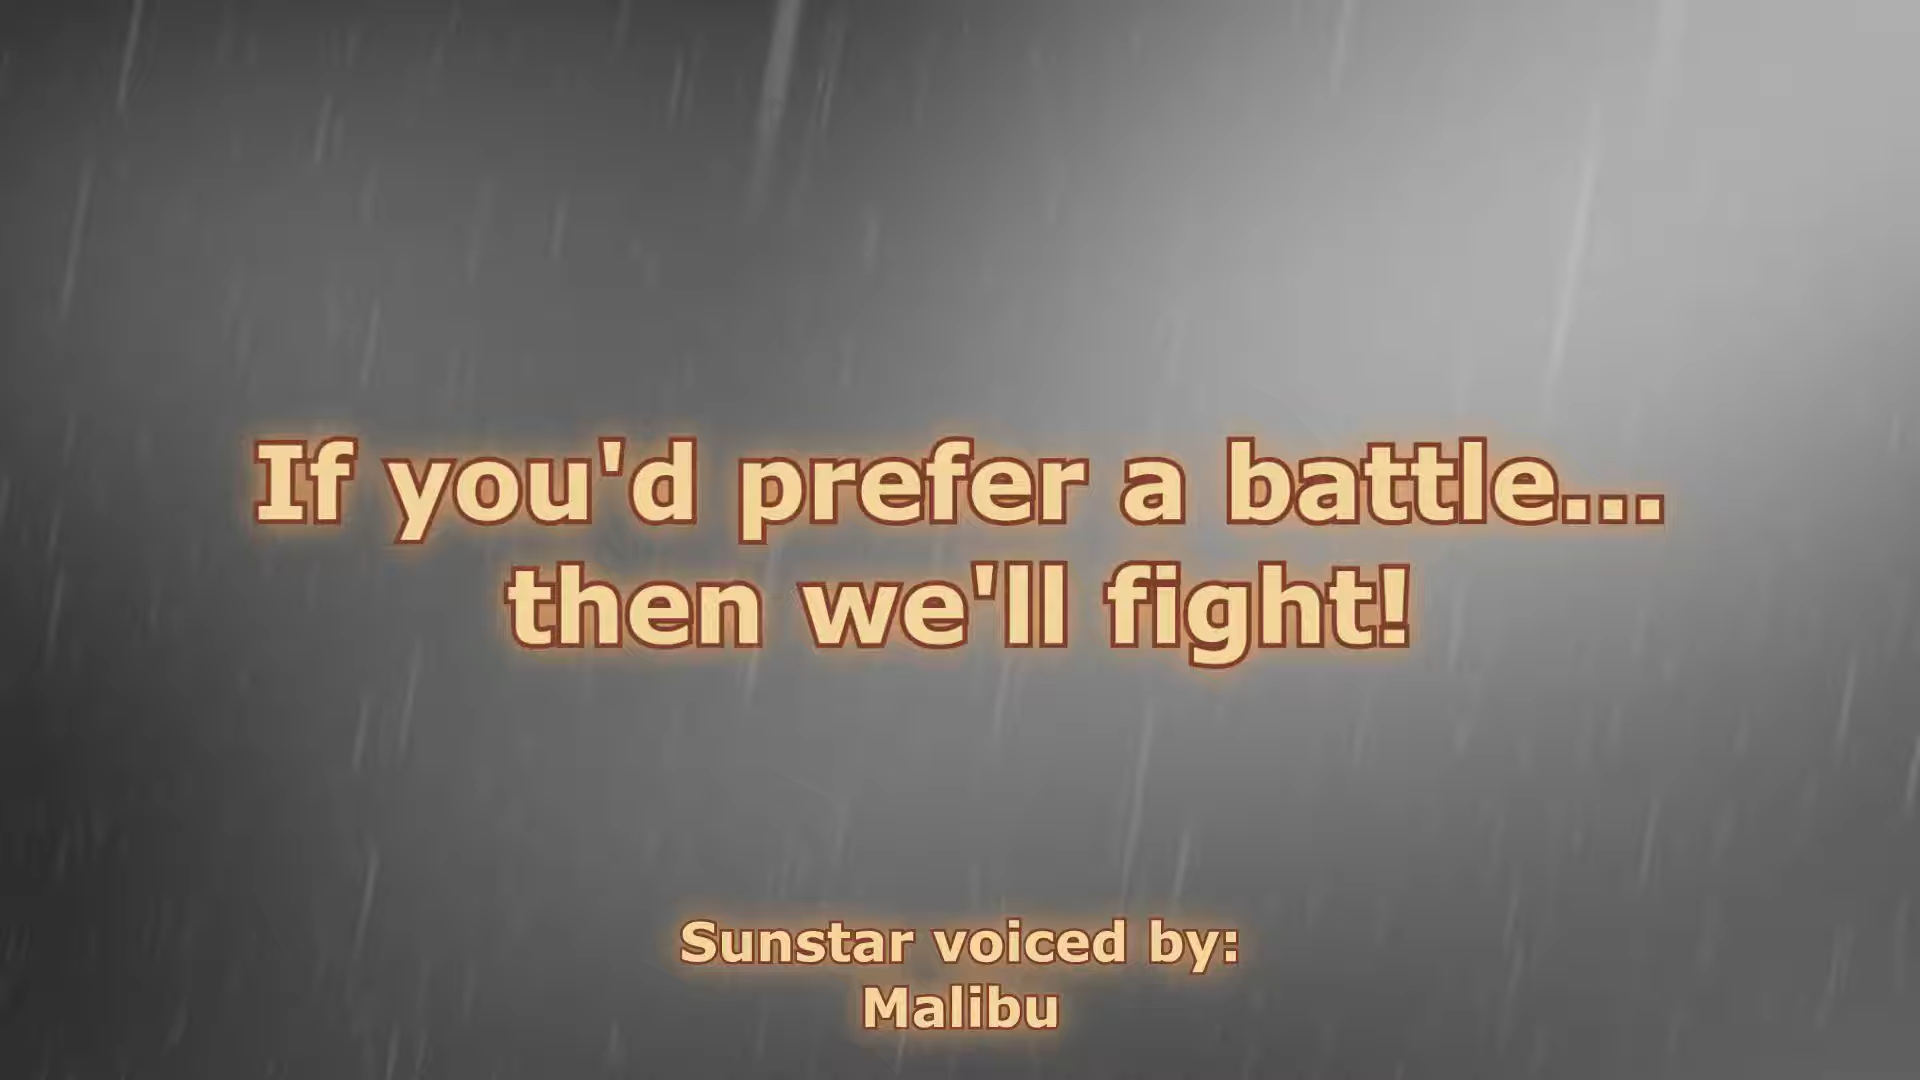 If you'd prefer a battle...
then we'll fight!
Sunstar voiced by:
Malibu